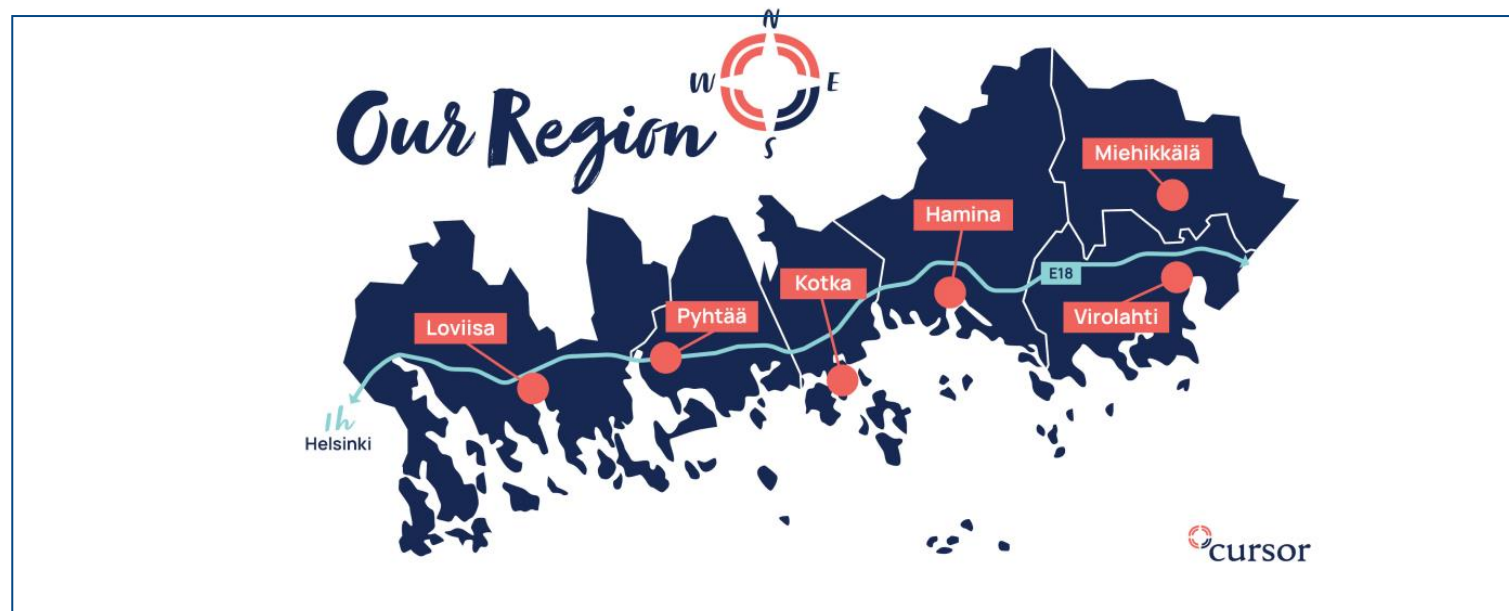 N
W
E
S
Our Region
Miehikkälä
Hamina
E18
Kotka
Virolahti
Pyhtää
Loviisa
1h
Helsinki
cursor